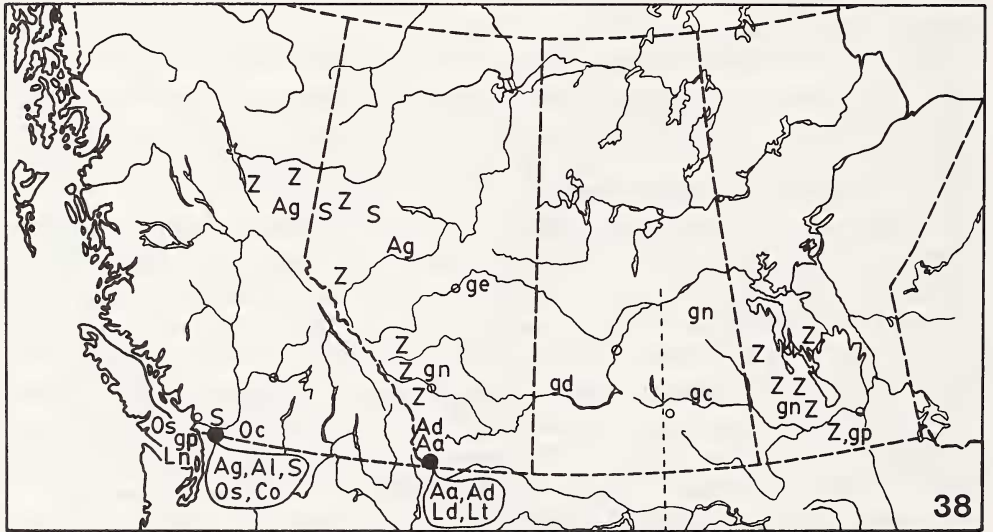 Z Z
Ag S Z S
Ag
Z
ge
gn
Z
Z gn
Z
gd
gc
Z Z
Z Z
gn Z
Z,gp
Os S Oc
gp
Ln
Ad
Aa
Ag, Al, S
Os, Co
Aa, Ad
Ld, Lt
38